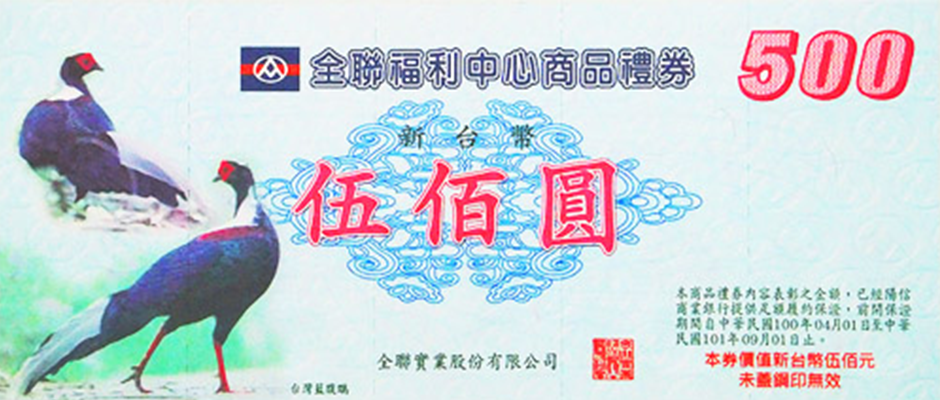 全聯福利中心商品禮券
500
新台幣
伍佰圓
本商品禮券內容表彰之金額，已經陽信
商業銀行提供足額履約保證，前開保證
期間自中華民國100年04月01日至中華
民國101年09月01日止。
本券價值新台幣伍佰元
未蓋鋼印無效
全聯實業股份有限公司
台灣藍腹鷴